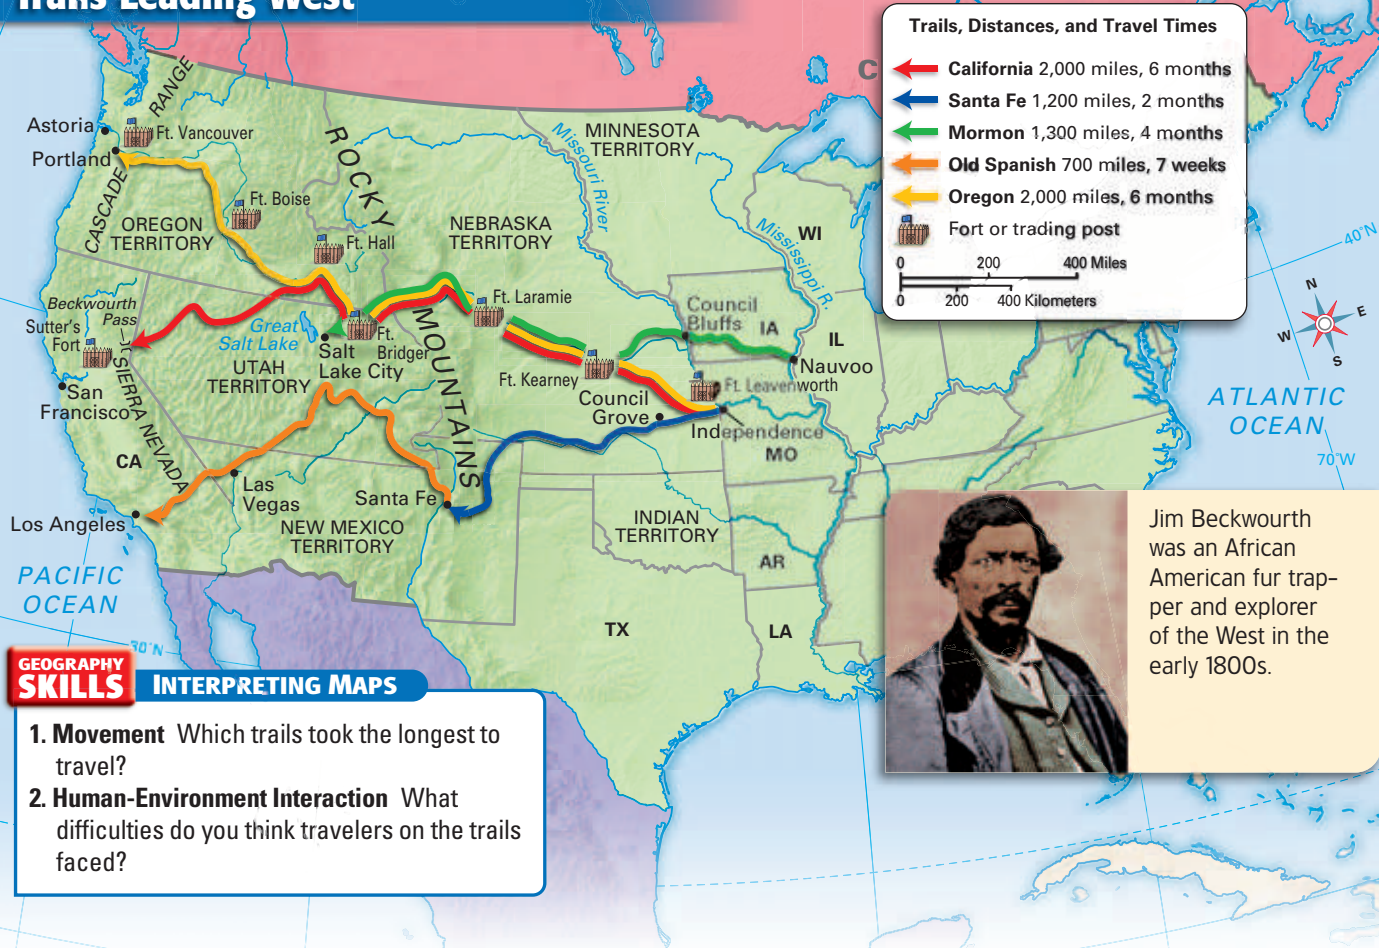 Trails Leading West
Trails, Distances, and Travel Times
California 2,000 miles, 6 months
Santa Fe 1,200 miles, 2 months
Mormon 1,300 miles, 4 months
Old Spanish 700 miles, 7 weeks
Oregon 2,000 miles, 6 months
Fort or trading post
0 200 400 Miles
0 200 400 Kilometers
C
40°N
N
E
W
S
ATLANTIC
OCEAN
70°W
CASCADE RANGE
Astoria
Ft. Vancouver
Portland
ROCKY MOUNTAINS
Missouri River
MINNESOTA
TERRITORY
Ft. Boise
OREGON
TERRITORY
Ft. Hall
NEBRASKA
TERRITORY
Mississippi R.
WI
Beckwourth
Pass
Sutter's
Fort
Great
Salt Lake
Ft. Laramie
Council
Bluffs
IA
IL
Ft.
Bridger
Salt
Lake City
UTAH
TERRITORY
Nauvoo
Ft. Kearney
Ft. Leavenworth
San
Francisco
SIERRA NEVADA
Council
Grove
Independence
MO
CA
Las
Vegas
Santa Fe
Los Angeles
NEW MEXICO
TERRITORY
INDIAN
TERRITORY
AR
PACIFIC
OCEAN
TX
LA
30°N
Jim Beckwourth
was an African
American fur trap-
per and explorer
of the West in the
early 1800s.
GEOGRAPHY
SKILLS
INTERPRETING MAPS
1. Movement Which trails took the longest to
travel?
2. Human-Environment Interaction What
difficulties do you think travelers on the trails
faced?